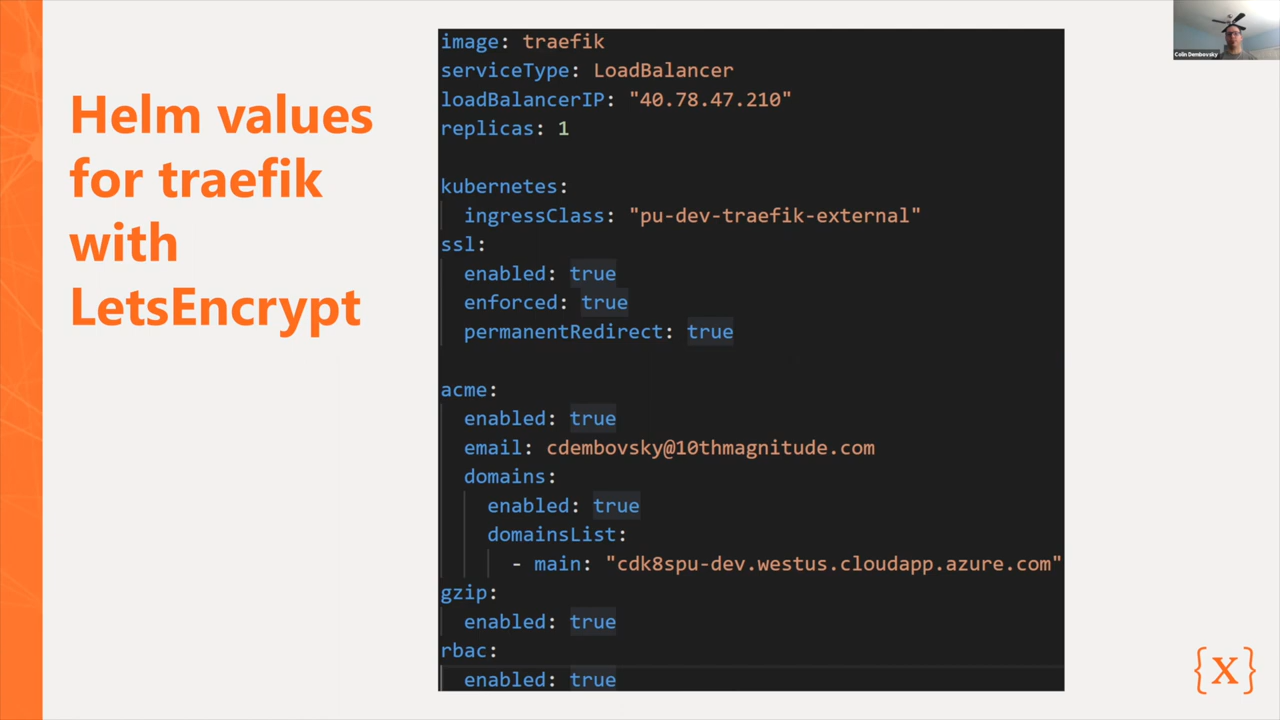 Helm values
for traefik
with
LetsEncrypt
image: traefik
serviceType: LoadBalancer
loadBalancerIP: "40.78.47.210"
replicas: 1
kubernetes:
  ingressClass: "pu-dev-traefik-external"
ssl:
  enabled: true
  enforced: true
  permanentRedirect: true
acme:
  enabled: true
  email: cdembovsky@10thmagnitude.com
  domains:
    enabled: true
    domainsList:
      - main: "cdk8spu-dev.westus.cloudapp.azure.com"
gzip:
  enabled: true
rbac:
  enabled: true
Colin Dembovsky
{x}